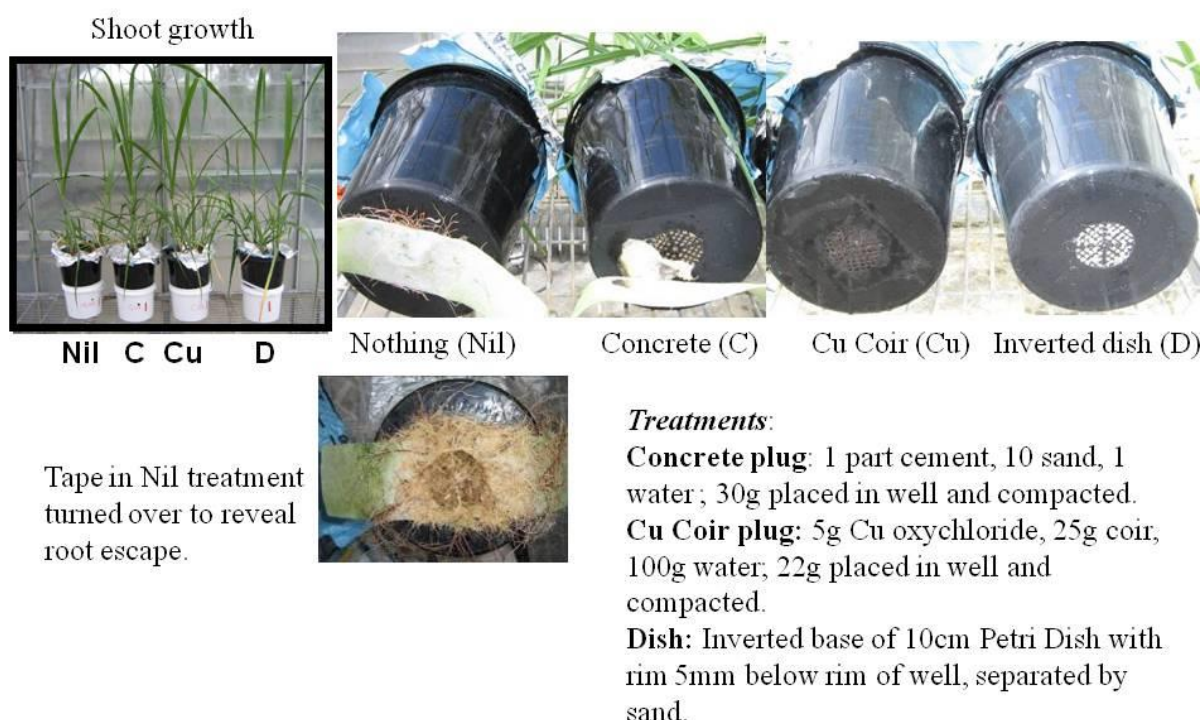 Shoot growth
Nil C Cu D
Nothing (Nil)
Concrete (C)
Cu Coir (Cu)
Inverted dish (D)
Tape in Nil treatment
turned over to reveal
root escape.
Treatments:
Concrete plug: 1 part cement, 10 sand, 1
water; 30g placed in well and compacted.
Cu Coir plug: 5g Cu oxychloride, 25g coir,
100g water; 22g placed in well and
compacted.
Dish: Inverted base of 10cm Petri Dish with
rim 5mm below rim of well, separated by
sand.